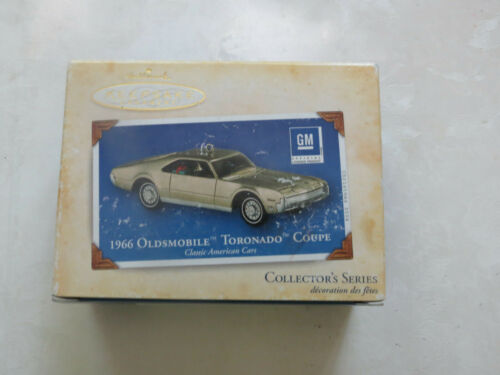 GM
1966 OLDSMOBILE™ TORONADO™ COUPE
Classic American Cars
COLLECTOR'S SERIES
décoration des fêtes